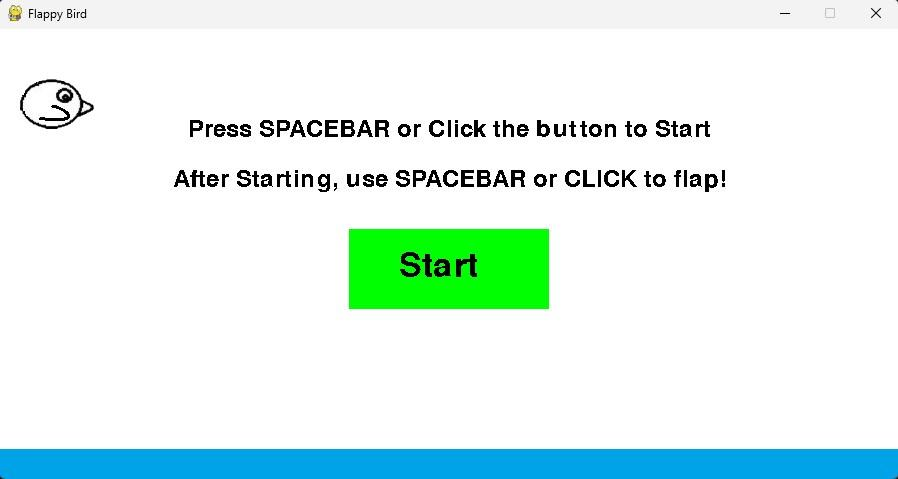 Flappy Bird
Press SPACEBAR or Click the button to Start
After Starting, use SPACEBAR or CLICK to flap!
Start